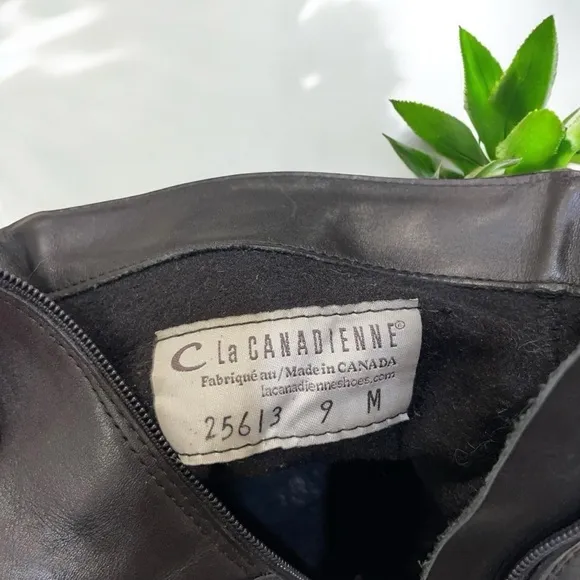 La CANADIENNE®
Fabriqué au/Made in CANADA
lacanadienneshoes.com
25613 9 M